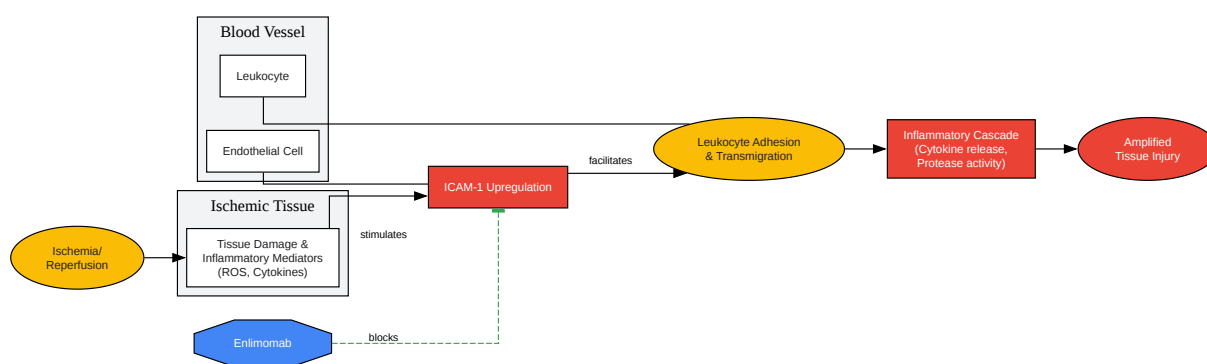 Blood Vessel
Leukocyte
Endothelial Cell
Ischemic Tissue
Tissue Damage &
Inflammatory Mediators
(ROS, Cytokines)
Ischemia/
Reperfusion
Enlimomab
stimulates
blocks
ICAM-1 Upregulation
facilitates
Leukocyte Adhesion
& Transmigration
Inflammatory Cascade
(Cytokine release,
Protease activity)
Amplified
Tissue Injury